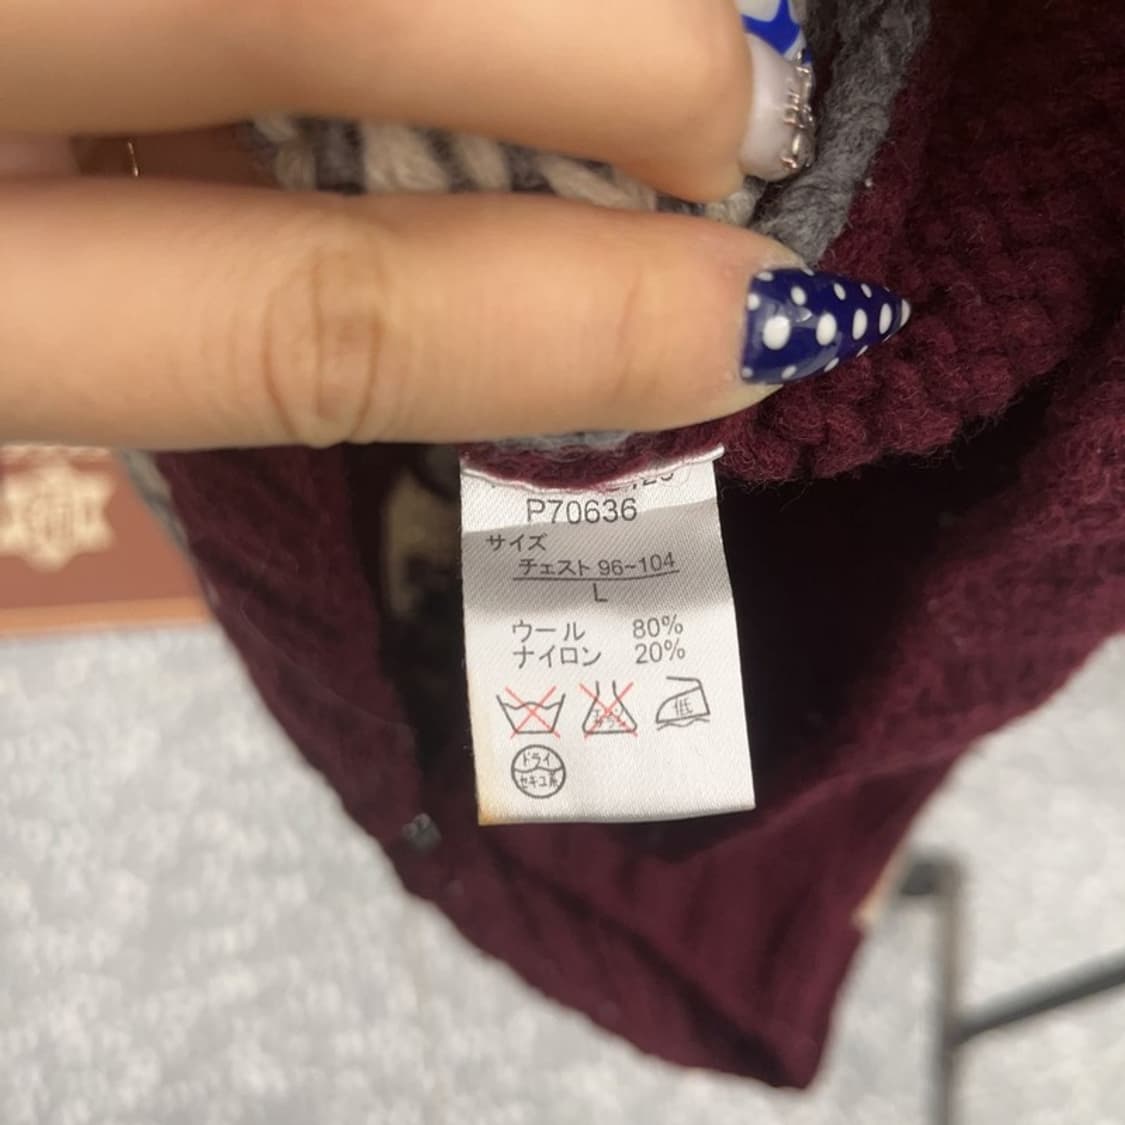 P70636
サイズ
チェスト 96~104
L
ウール 80%
ナイロン 20%
低
ドライ
セキユ系